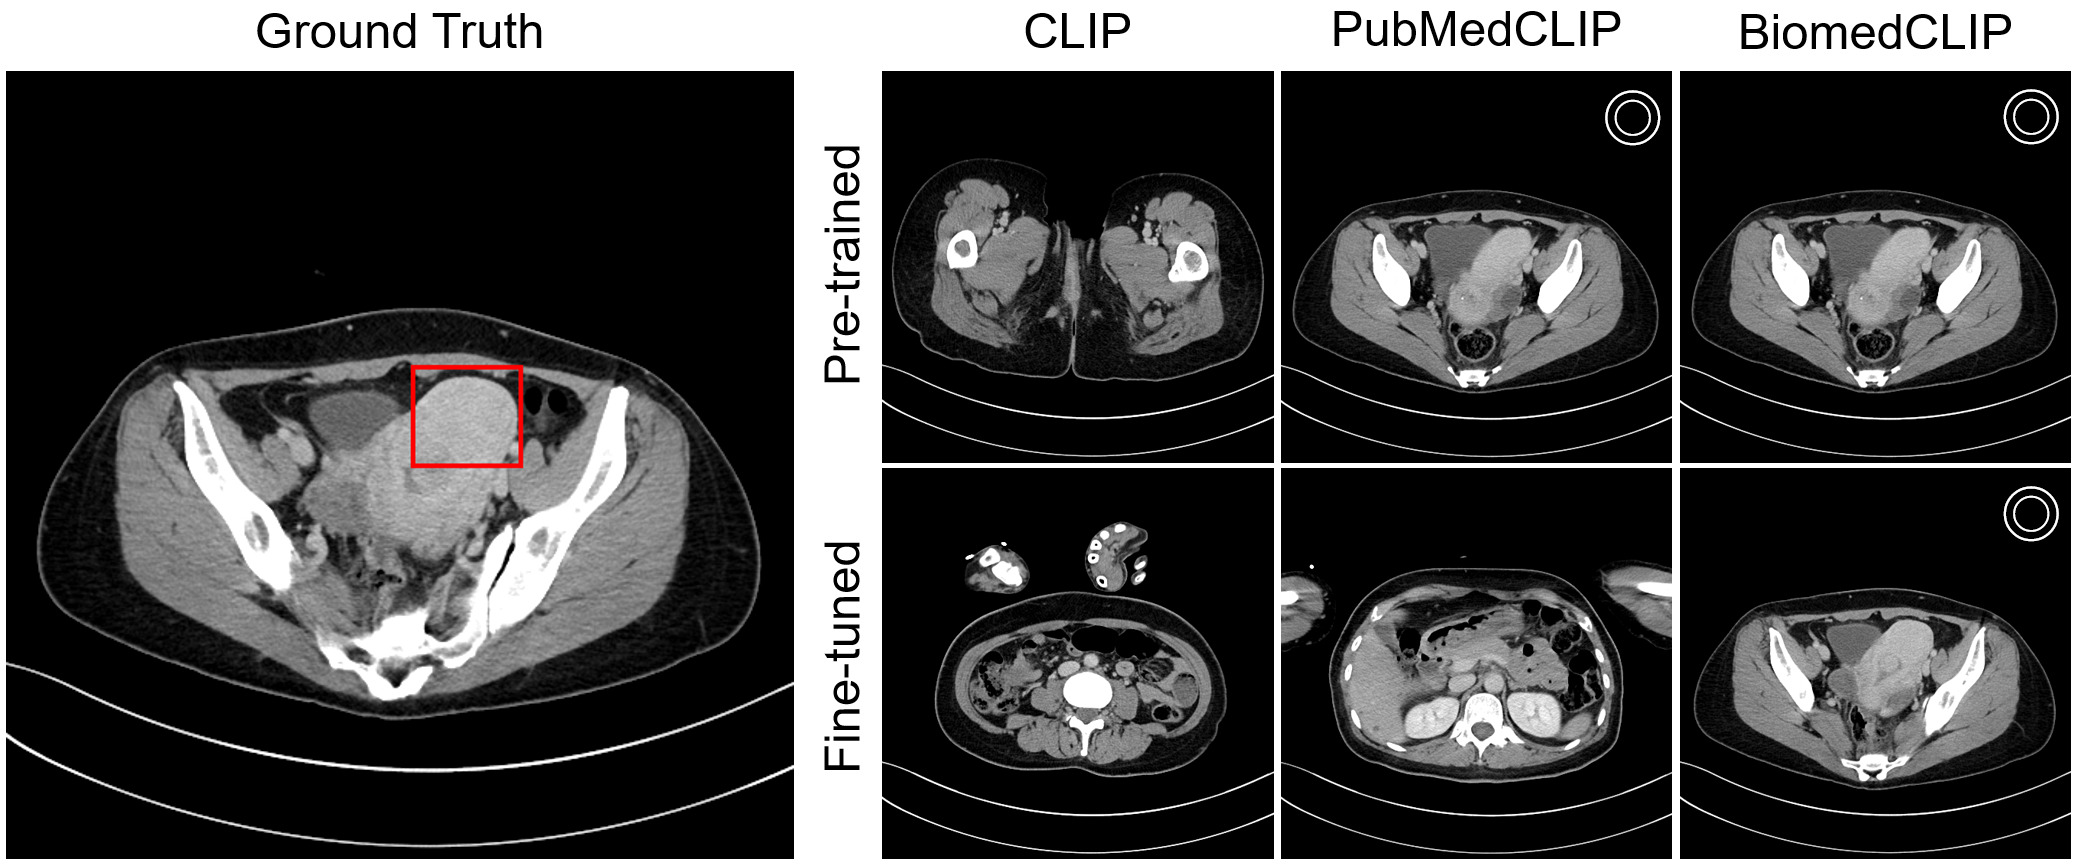 Ground Truth
CLIP
PubMedCLIP
BiomedCLIP
Pre-trained
Fine-tuned